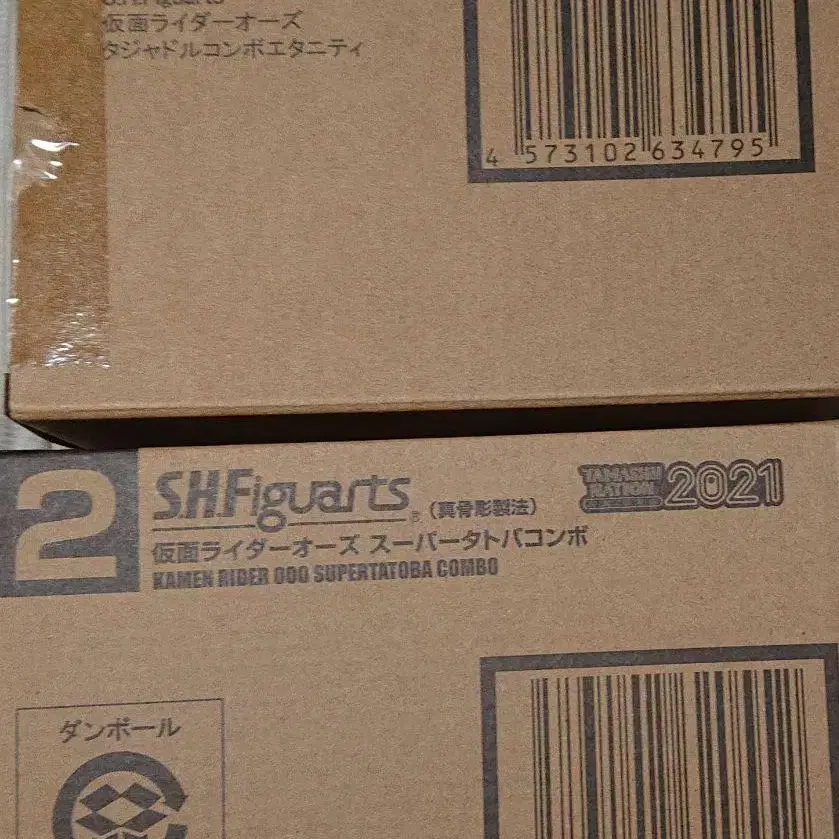 S.H.Figuarts
仮面ライダーオーズ
タジャドルコンボエタニティ
4 573102 634795
2
S.H.Figuarts® (真骨彫製法)
TAMASHII NATION 2021
仮面ライダーオーズ スーパータトバコンボ
KAMEN RIDER OOO SUPERTATOBA COMBO
ダンボール